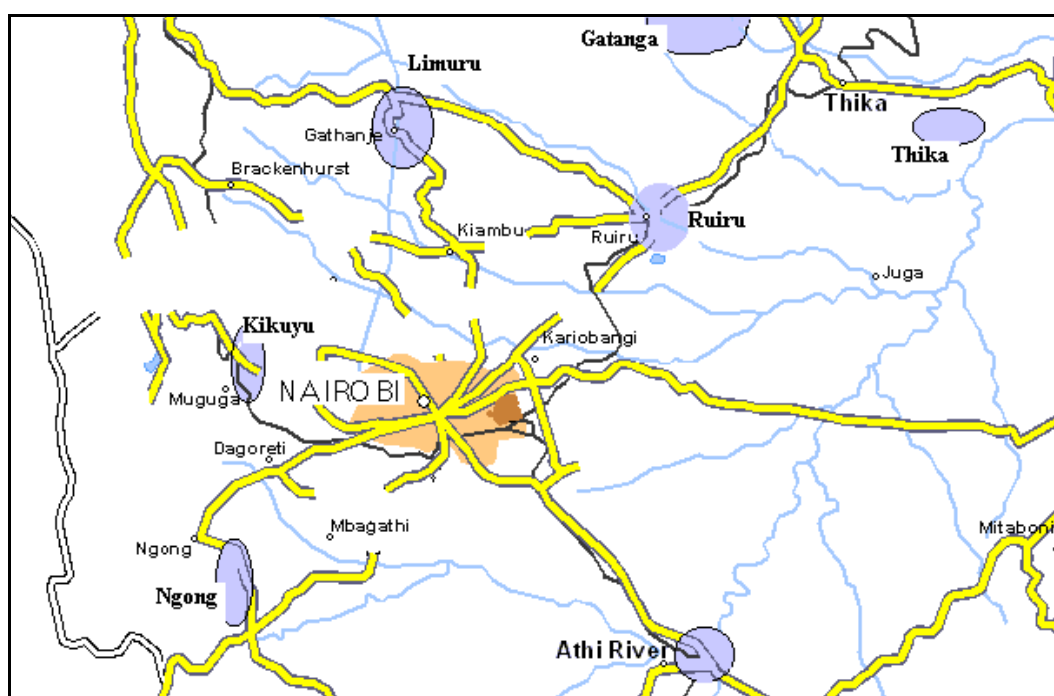 Gatanga
Limuru
Thika
Gathanje
Thika
Brackenhurst
Ruiru
Kiambu
Ruiru
Juga
Kikuyu
Kariobangi
NAIROBI
Muguga
Dagoreti
Mbagathi
Mitaboni
Ngong
Ngong
Athi River